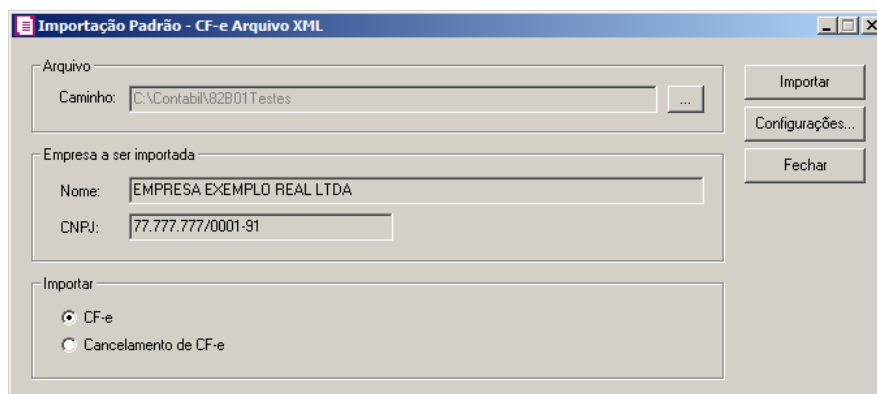 Importação Padrão - CF-e Arquivo XML
Arquivo
Caminho: C:\Contabil\82B01Testes ...
Importar
Configurações...
Fechar
Empresa a ser importada
Nome: EMPRESA EXEMPLO REAL LTDA
CNPJ: 77.777.777/0001-91
Importar
CF-e
Cancelamento de CF-e